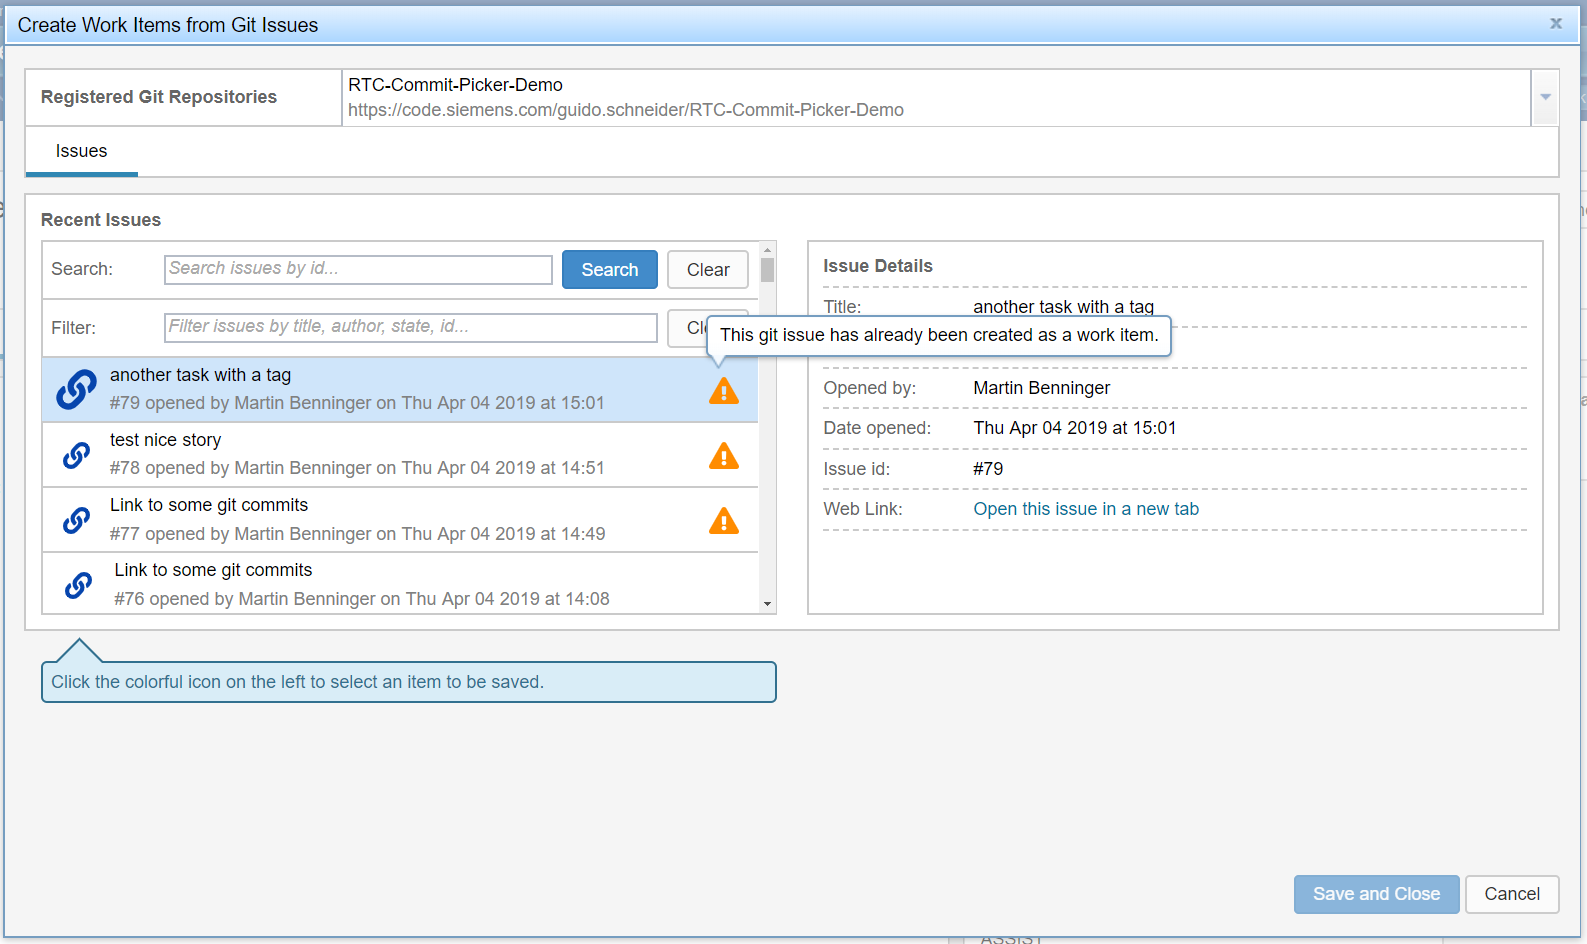 Create Work Items from Git Issues
x
Registered Git Repositories
RTC-Commit-Picker-Demo
https://code.siemens.com/guido.schneider/RTC-Commit-Picker-Demo
Issues
Recent Issues
Search:
Search issues by id...
Search
Clear
Filter:
Filter issues by title, author, state, id...
This git issue has already been created as a work item.
another task with a tag
#79 opened by Martin Benninger on Thu Apr 04 2019 at 15:01
test nice story
#78 opened by Martin Benninger on Thu Apr 04 2019 at 14:51
Link to some git commits
#77 opened by Martin Benninger on Thu Apr 04 2019 at 14:49
Link to some git commits
#76 opened by Martin Benninger on Thu Apr 04 2019 at 14:08
Issue Details
Title: another task with a tag
Opened by: Martin Benninger
Date opened: Thu Apr 04 2019 at 15:01
Issue id: #79
Web Link: Open this issue in a new tab
Click the colorful icon on the left to select an item to be saved.
Save and Close
Cancel
ASSIST